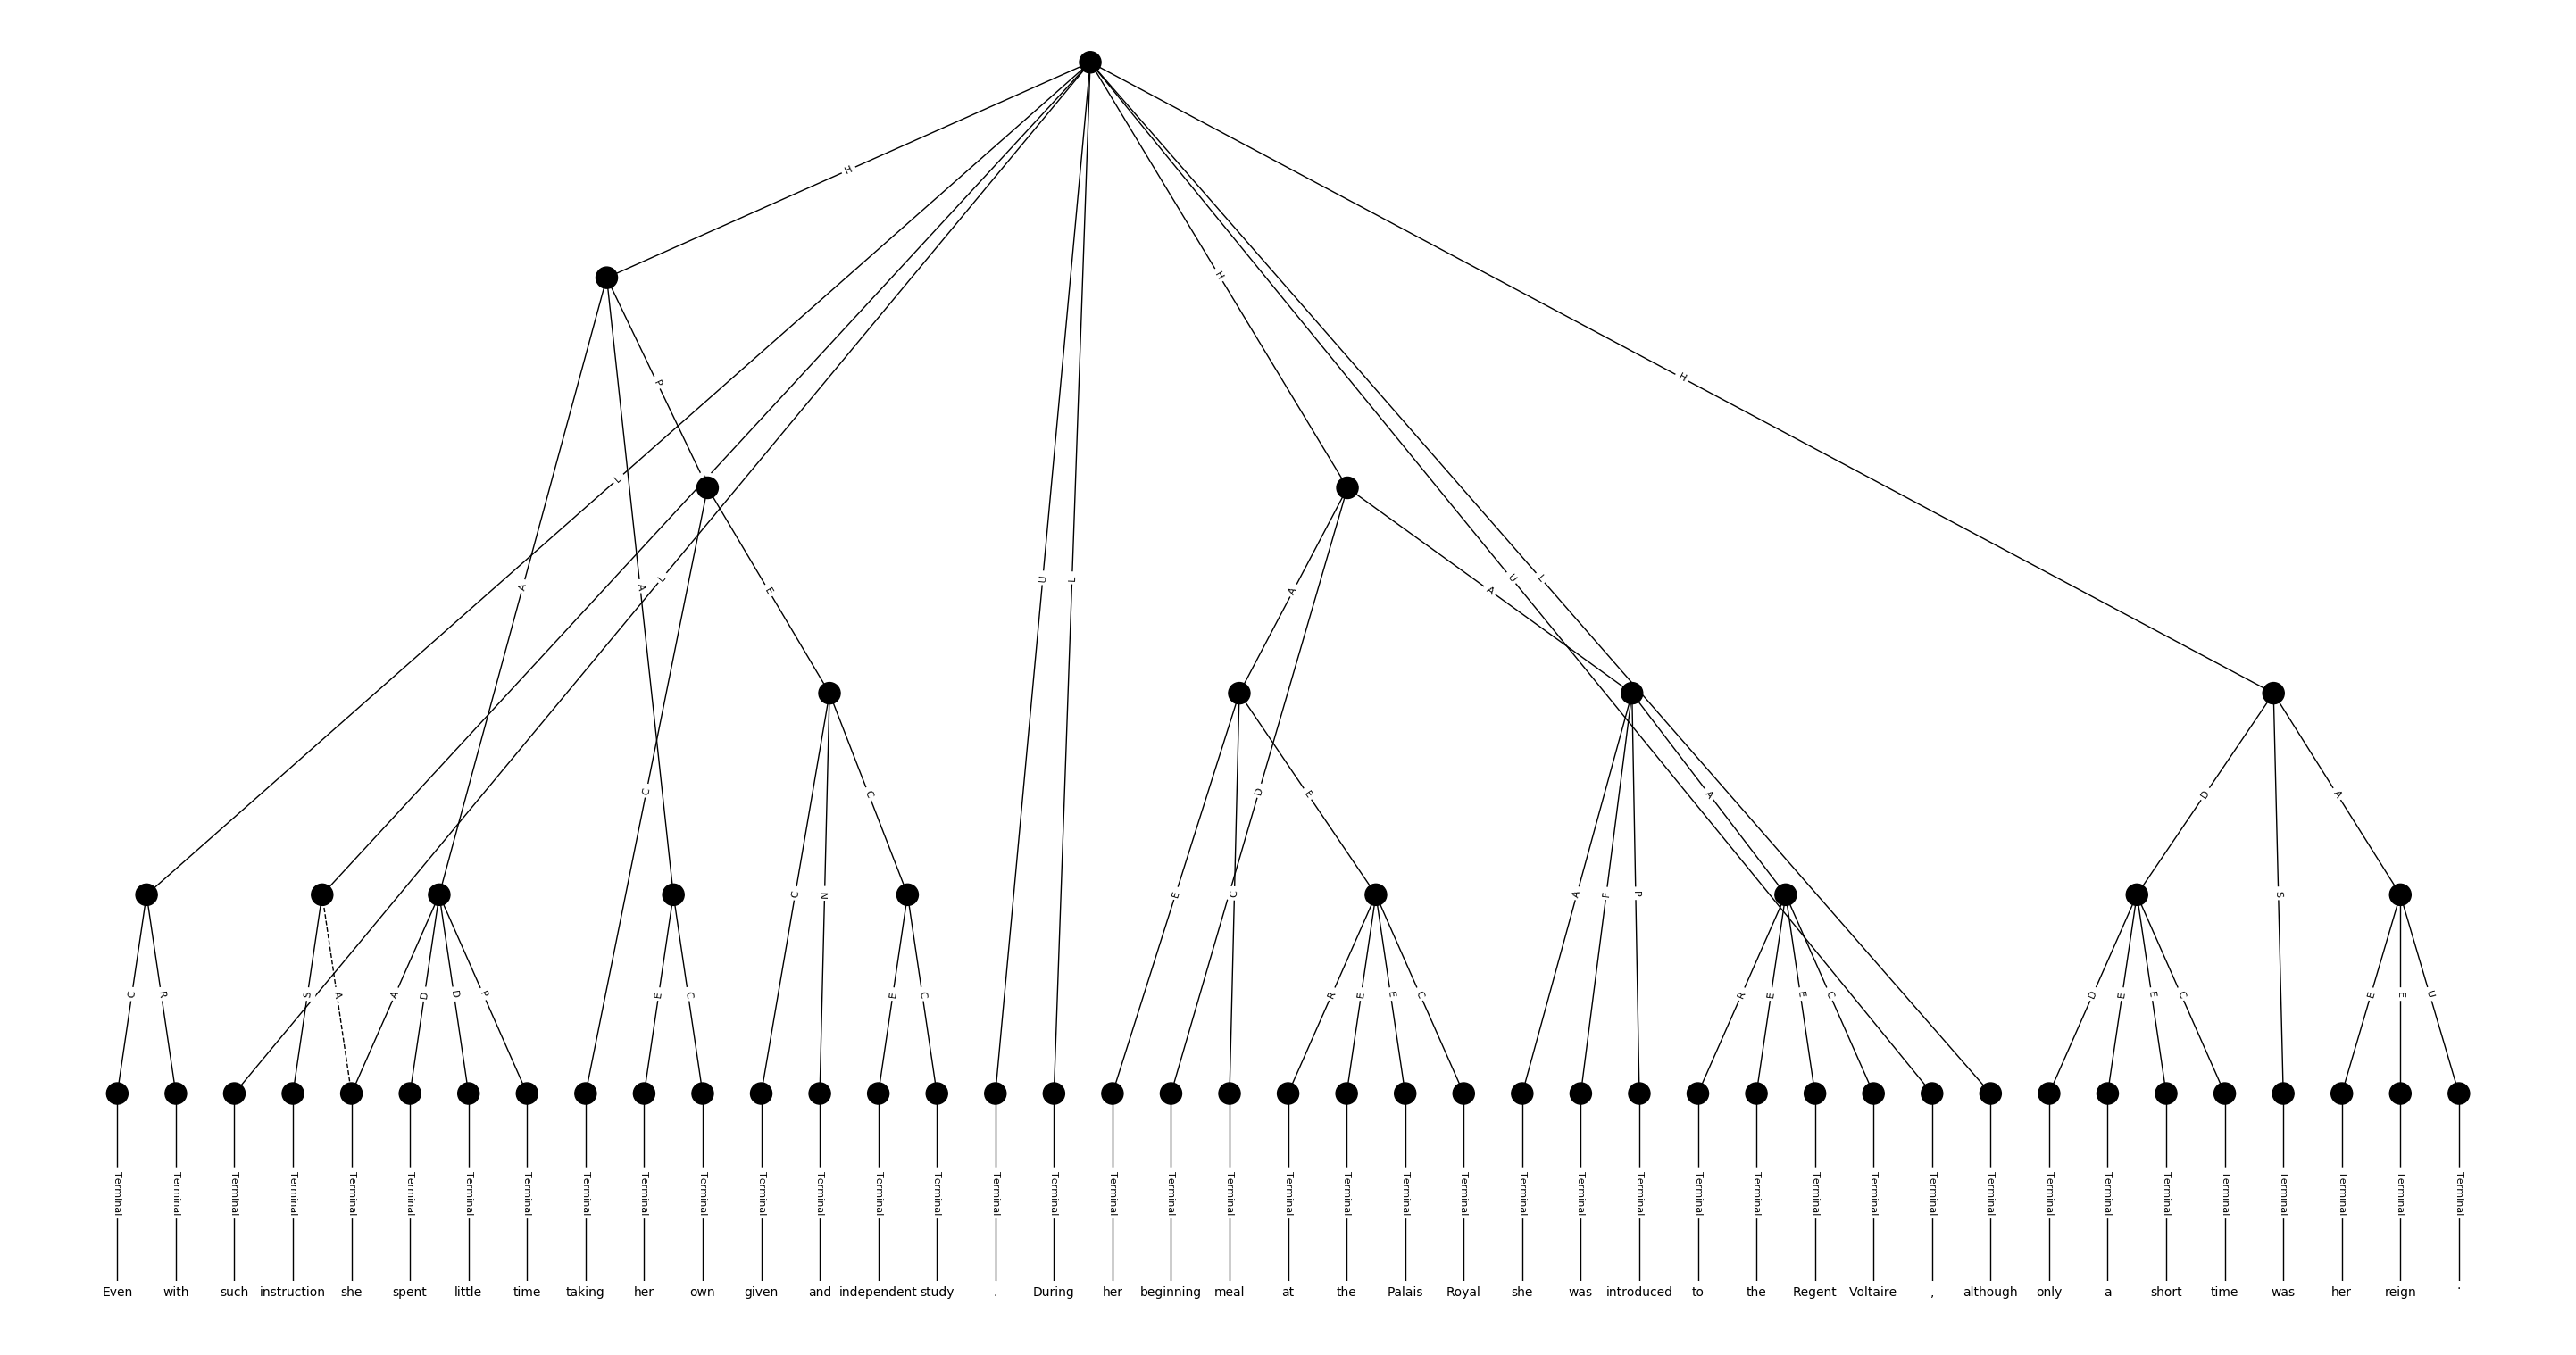 H
H
H
P
L
L
U
L
U
L
A
A
E
A
A
C
C
D
E
A
D
A
C
N
E
C
A
F
P
S
C
R
S
A
A
D
D
P
E
C
E
C
R
E
E
C
R
E
E
C
D
E
E
C
E
E
U
Terminal Terminal Terminal Terminal Terminal Terminal Terminal Terminal Terminal Terminal Terminal Terminal Terminal Terminal Terminal Terminal Terminal Terminal Terminal Terminal Terminal Terminal Terminal Terminal Terminal Terminal Terminal Terminal Terminal Terminal Terminal Terminal Terminal Terminal Terminal Terminal Terminal Terminal Terminal Terminal Terminal
Even with such instruction she spent little time taking her own given and independent study . During her beginning meal at the Palais Royal she was introduced to the Regent Voltaire , although only a short time was her reign .